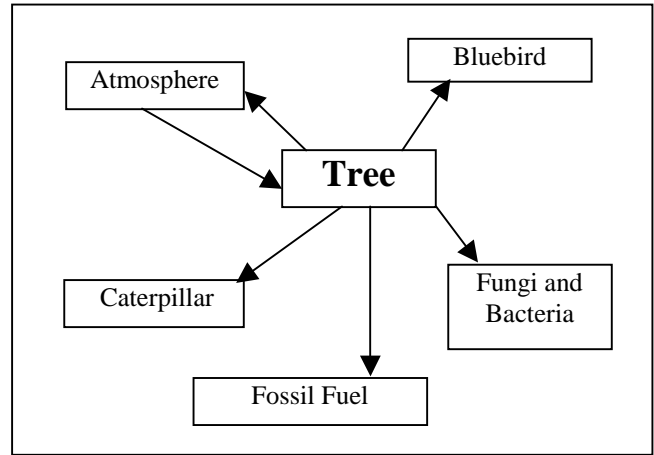 Bluebird
Atmosphere
Tree
Caterpillar
Fungi and
Bacteria
Fossil Fuel